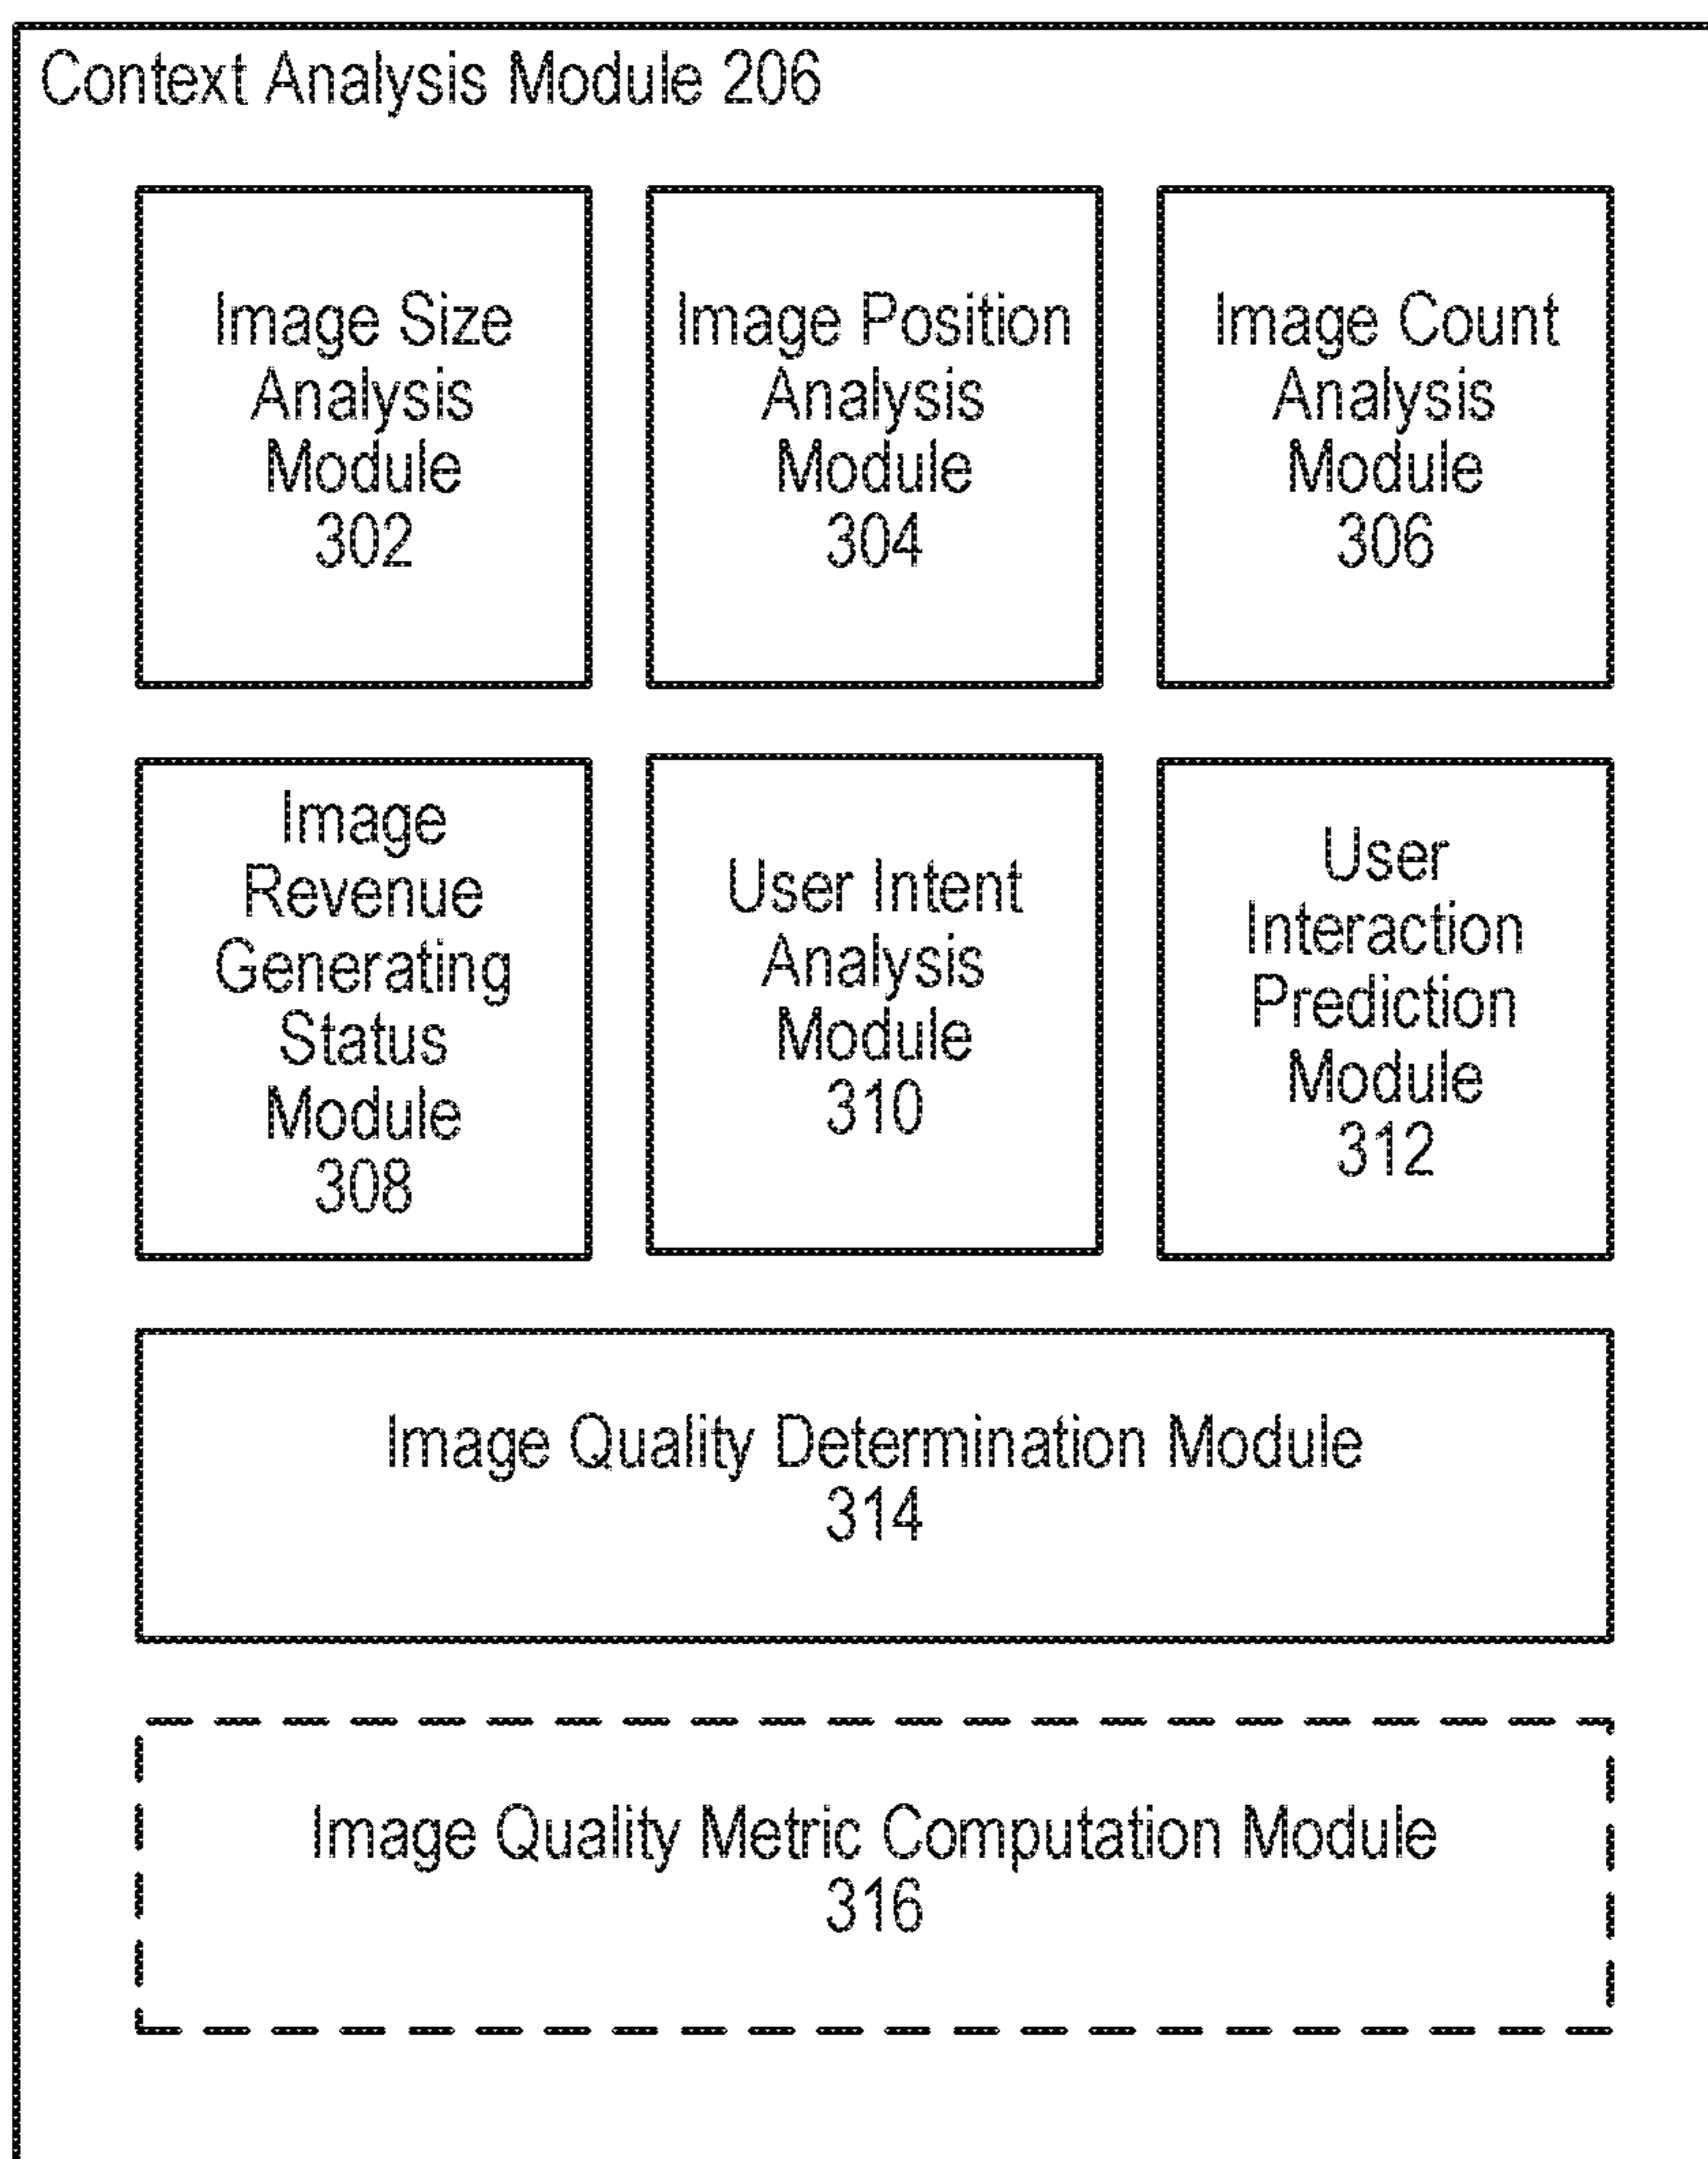 Context Analysis Module 206
Image Size
Analysis
Module
302
Image Position
Analysis
Module
304
Image Count
Analysis
Module
306
Image
Revenue
Generating
Status
Module
308
User Intent
Analysis
Module
310
User
Interaction
Prediction
Module
312
Image Quality Determination Module
314
Image Quality Metric Computation Module
316